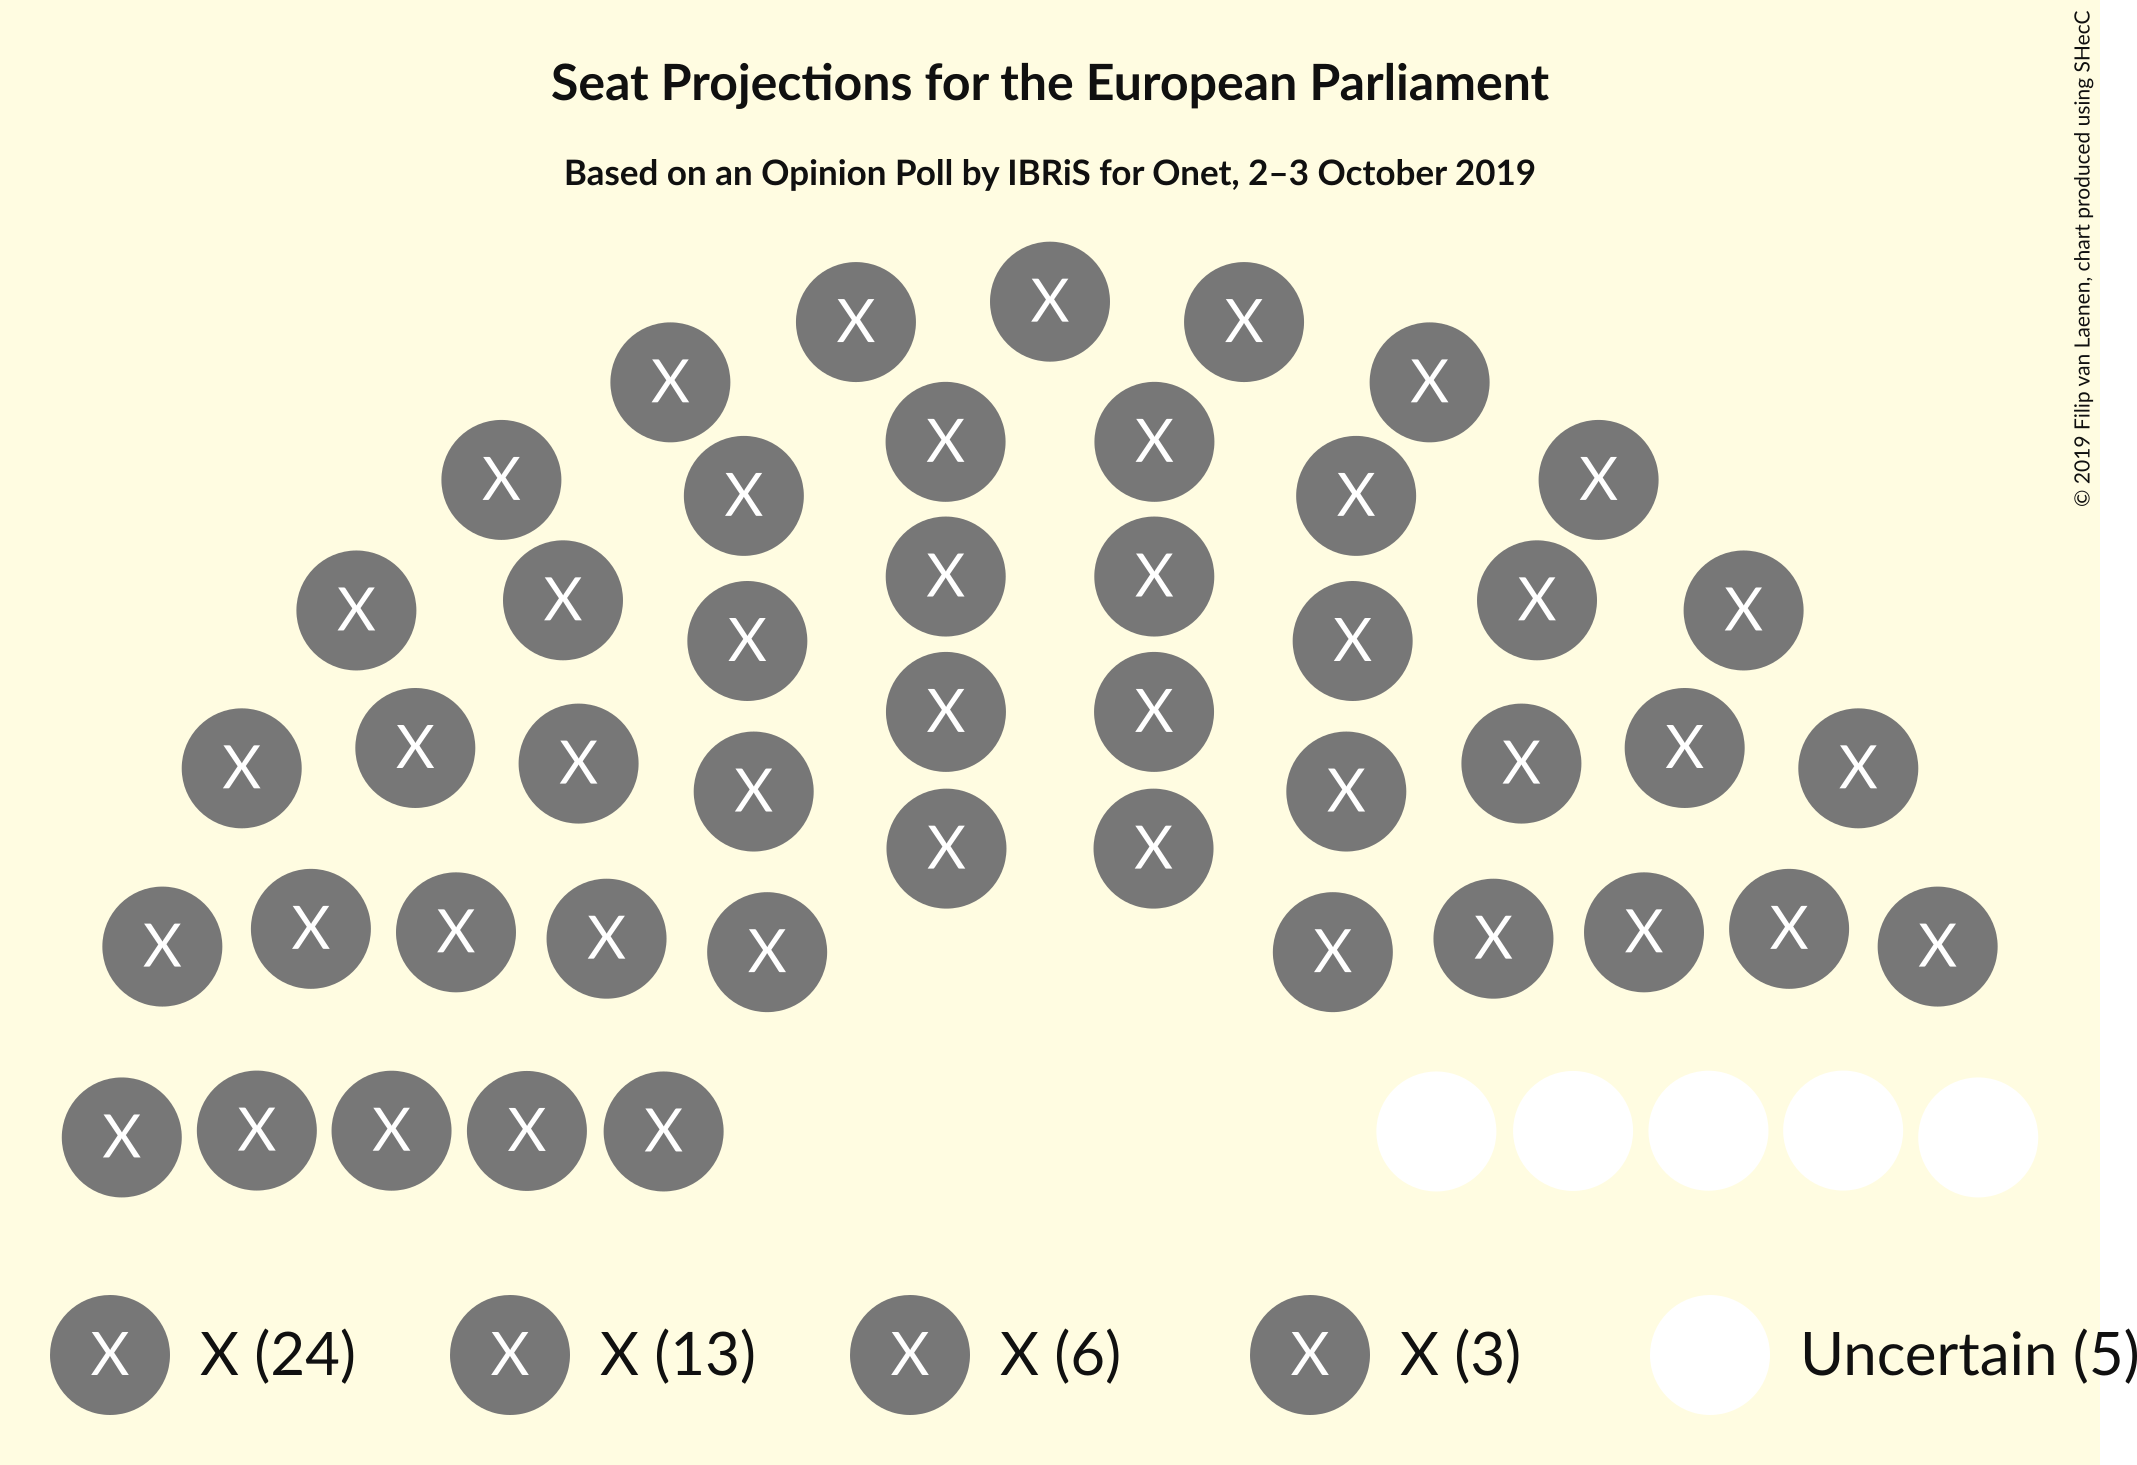 Seat Projections for the European Parliament
Based on an Opinion Poll by IBRiS for Onet, 2–3 October 2019
© 2019 Filip van Laenen, chart produced using SHecC
X X X X X
X X X X X X
X X X X X X X X
X X X X X X X X X X
X X
X X X X X X X X X X
X X X X X
X X (24) X X (13) X X (6) X X (3) Uncertain (5)